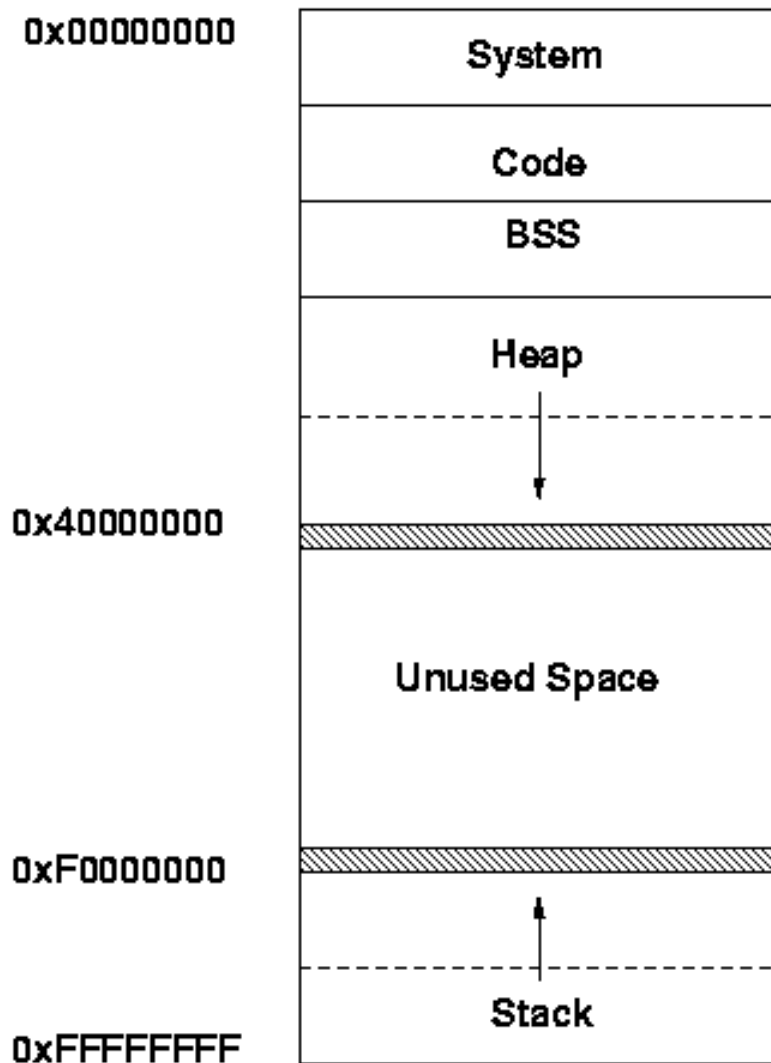 0x00000000
System
Code
BSS
Heap
0x40000000
Unused Space
0xF0000000
Stack
0xFFFFFFFF